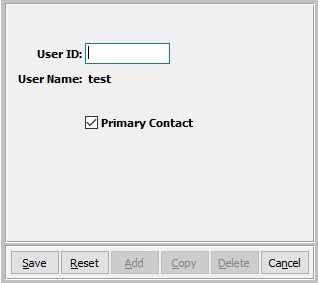 User ID:
User Name: test
Primary Contact
Save Reset Add Copy Delete Cancel